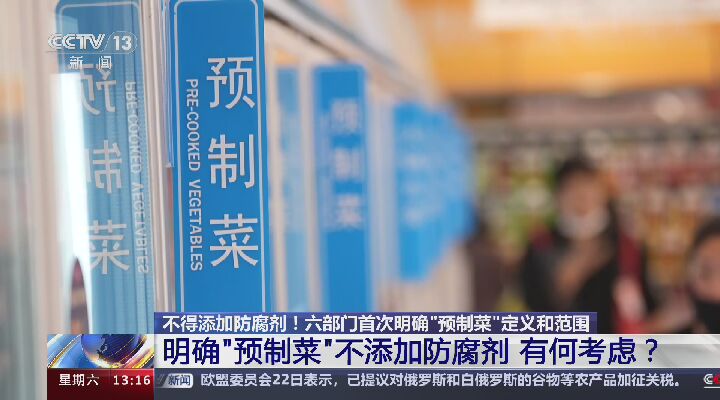 CCTV 13
新闻
预制菜
PRE-COOKED VEGETABLES
预制菜
PRE-COOKED VEGETABLES
预制菜
不得添加防腐剂！六部门首次明确"预制菜"定义和范围
明确"预制菜"不添加防腐剂 有何考虑？
星期六 13:16 新闻 欧盟委员会22日表示，已提议对俄罗斯和白俄罗斯的谷物等农产品加征关税。